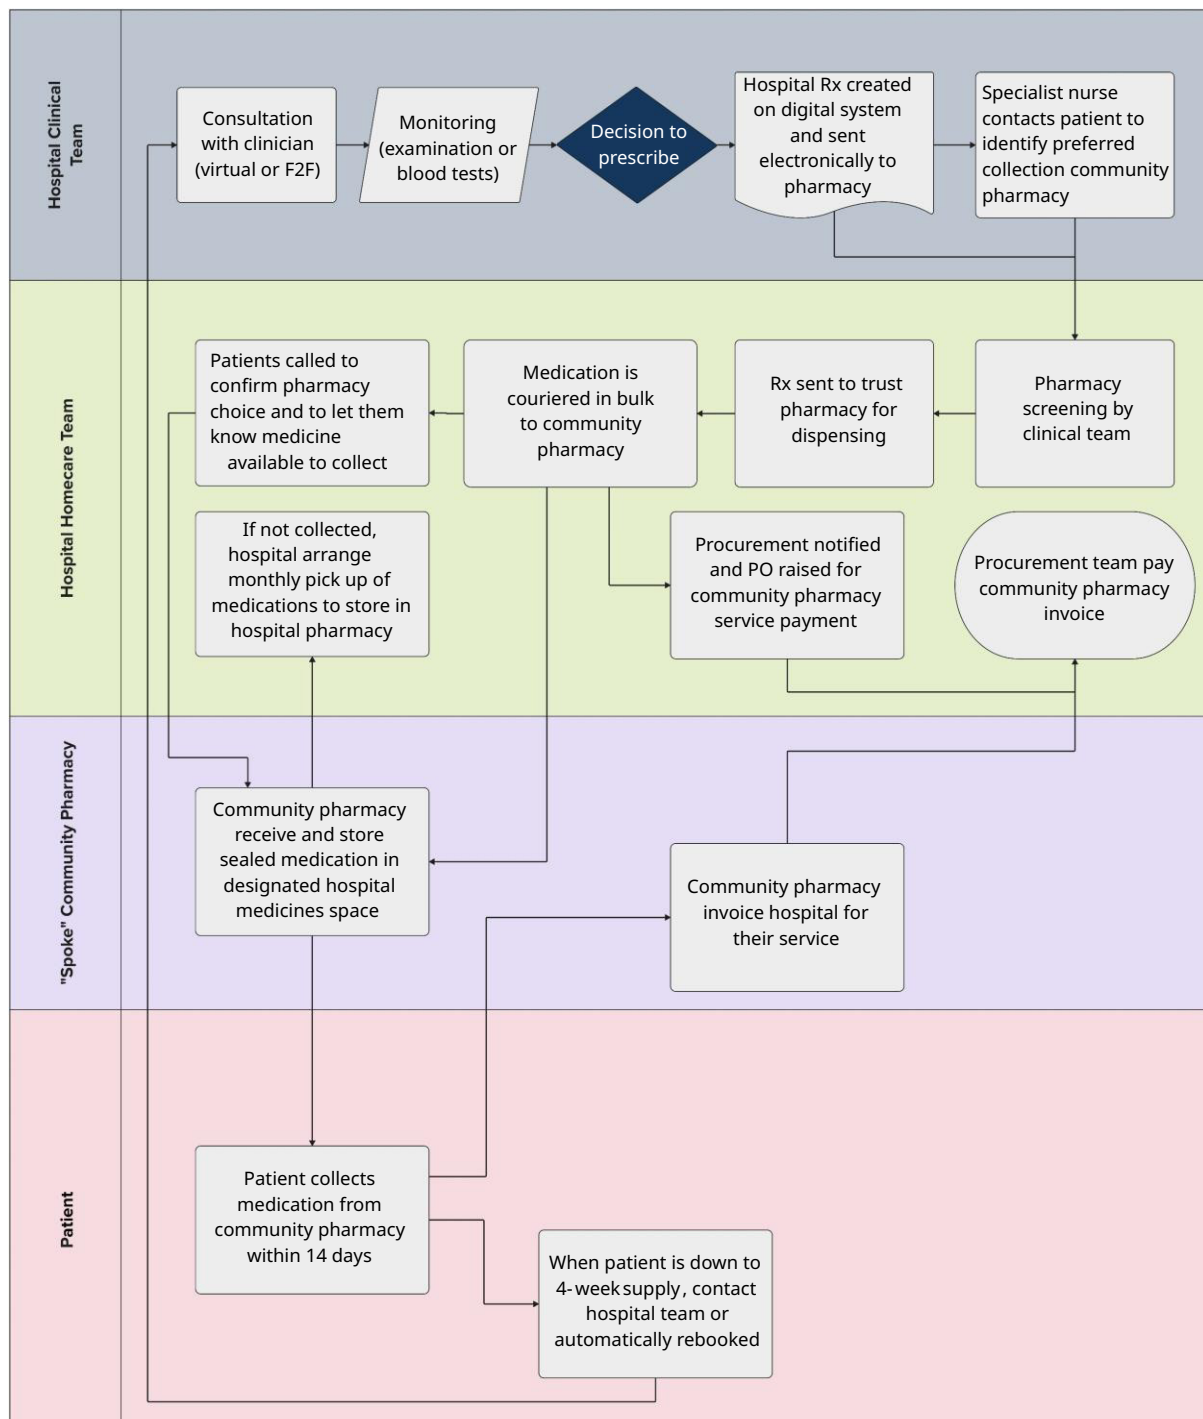 Hospital Clinical
Team
Consultation
with clinician
(virtual or F2F)
Monitoring
(examination or
blood tests)
Decision to
prescribe
Hospital Rx created
on digital system
and sent
electronically to
pharmacy
Specialist nurse
contacts patient to
identify preferred
collection community
pharmacy
Hospital Homecare Team
Patients called to
confirm pharmacy
choice and to let them
know medicine
available to collect
Medication is
couriered in bulk
to community
pharmacy
Rx sent to trust
pharmacy for
dispensing
Pharmacy
screening by
clinical team
If not collected,
hospital arrange
monthly pick up of
medications to store in
hospital pharmacy
Procurement notified
and PO raised for
community pharmacy
service payment
Procurement team pay
community pharmacy
invoice
"Spoke" Community Pharmacy
Community pharmacy
receive and store
sealed medication in
designated hospital
medicines space
Community pharmacy
invoice hospital for
their service
Patient
Patient collects
medication from
community pharmacy
within 14 days
When patient is down to
4-week supply, contact
hospital team or
automatically rebooked